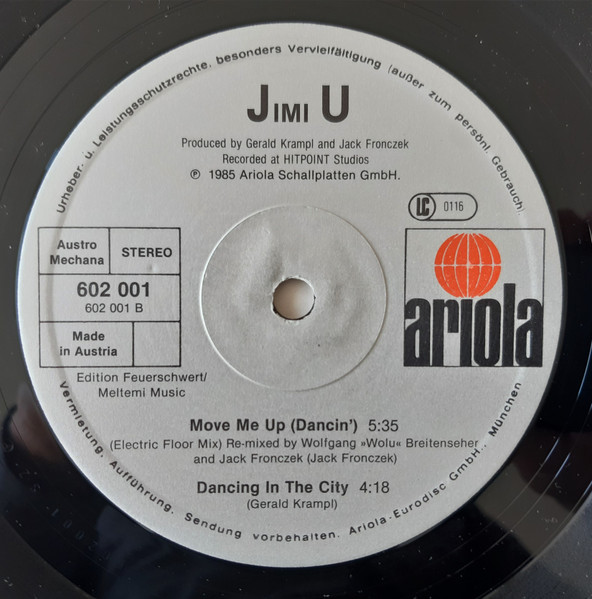 Urheber- u. Leistungsschutzrechte, besonders Vervielfältigung (außer zum persönl. Gebrauch),
JIMI U
Produced by Gerald Krampl and Jack Fronczek
Recorded at HITPOINT Studios
℗ 1985 Ariola Schallplatten GmbH.
LC 0116
Austro
Mechana
STEREO
602 001
602 001 B
Made
in Austria
ariola
Edition Feuerschwert/
Meltemi Music
Move Me Up (Dancin') 5:35
(Electric Floor Mix) Re-mixed by Wolfgang »Wolu« Breitenseher
and Jack Fronczek (Jack Fronczek)
Dancing In The City 4:18
(Gerald Krampl)
Vermietung, Aufführung, Sendung vorbehalten. Ariola-Eurodisc GmbH., München